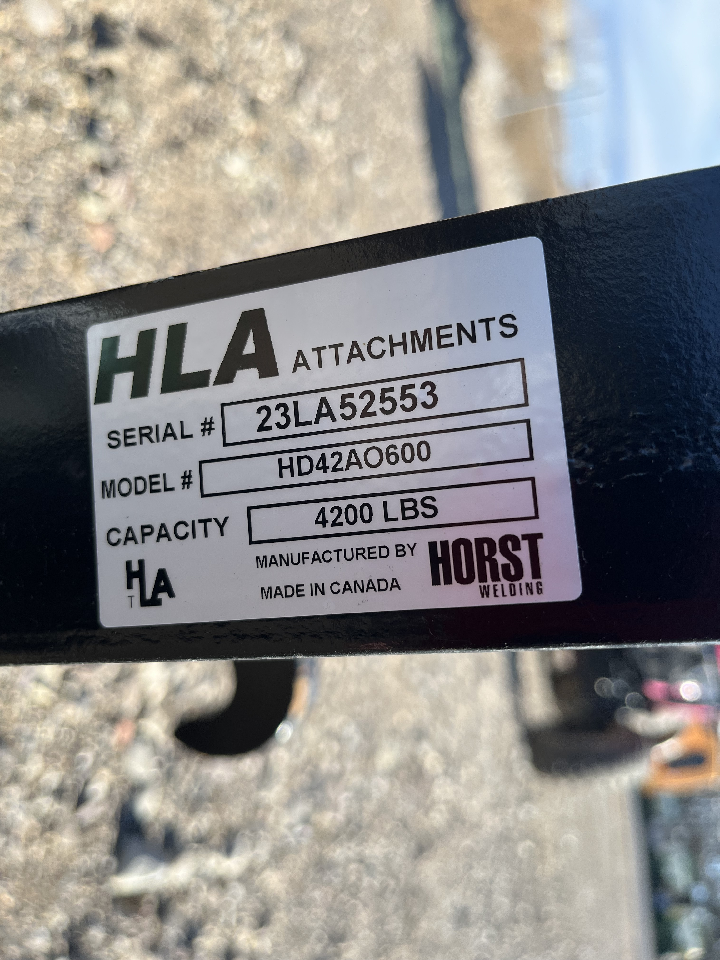 HLA ATTACHMENTS
SERIAL # 23LA52553
MODEL # HD42AO600
CAPACITY 4200 LBS
HLA
T
MANUFACTURED BY HORST
MADE IN CANADA WELDING